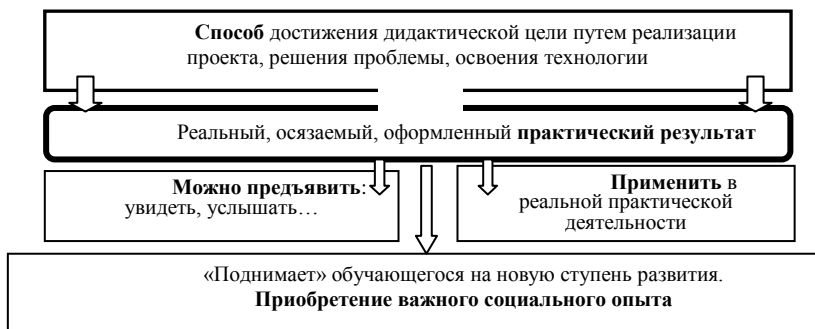 Способ достижения дидактической цели путем реализации
проекта, решения проблемы, освоения технологии
Реальный, осязаемый, оформленный практический результат
Можно предъявить:
увидеть, услышать…
Применить в
реальной практической
деятельности
«Поднимает» обучающегося на новую ступень развития.
Приобретение важного социального опыта